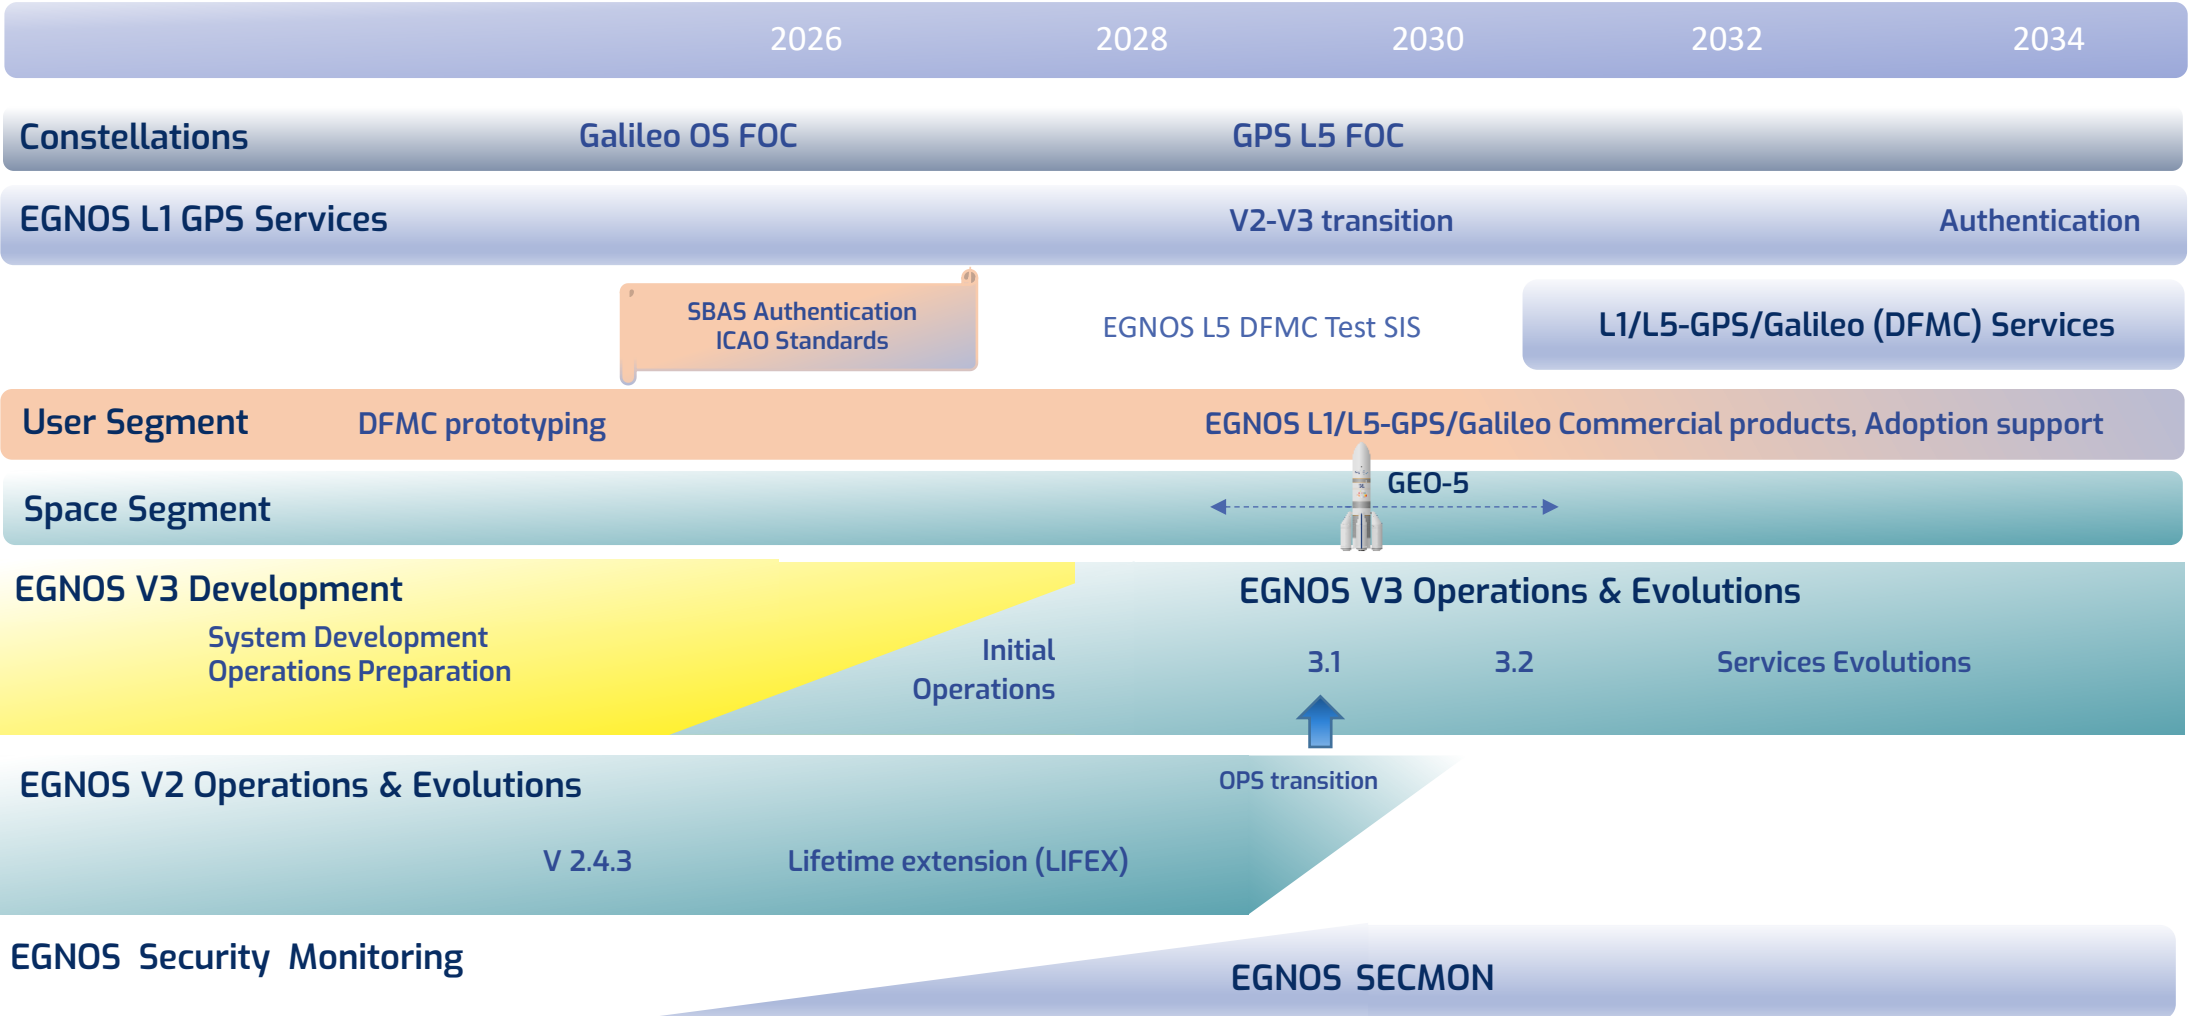 2026 2028 2030 2032 2034
Constellations Galileo OS FOC GPS L5 FOC
EGNOS L1 GPS Services V2-V3 transition Authentication
SBAS Authentication
ICAO Standards
EGNOS L5 DFMC Test SIS
L1/L5-GPS/Galileo (DFMC) Services
User Segment DFMC prototyping EGNOS L1/L5-GPS/Galileo Commercial products, Adoption support
GEO-5
Space Segment
EGNOS V3 Development
System Development
Operations Preparation
EGNOS V3 Operations & Evolutions
Initial
Operations
3.1 3.2 Services Evolutions
EGNOS V2 Operations & Evolutions
OPS transition
V 2.4.3 Lifetime extension (LIFEX)
EGNOS Security Monitoring
EGNOS SECMON